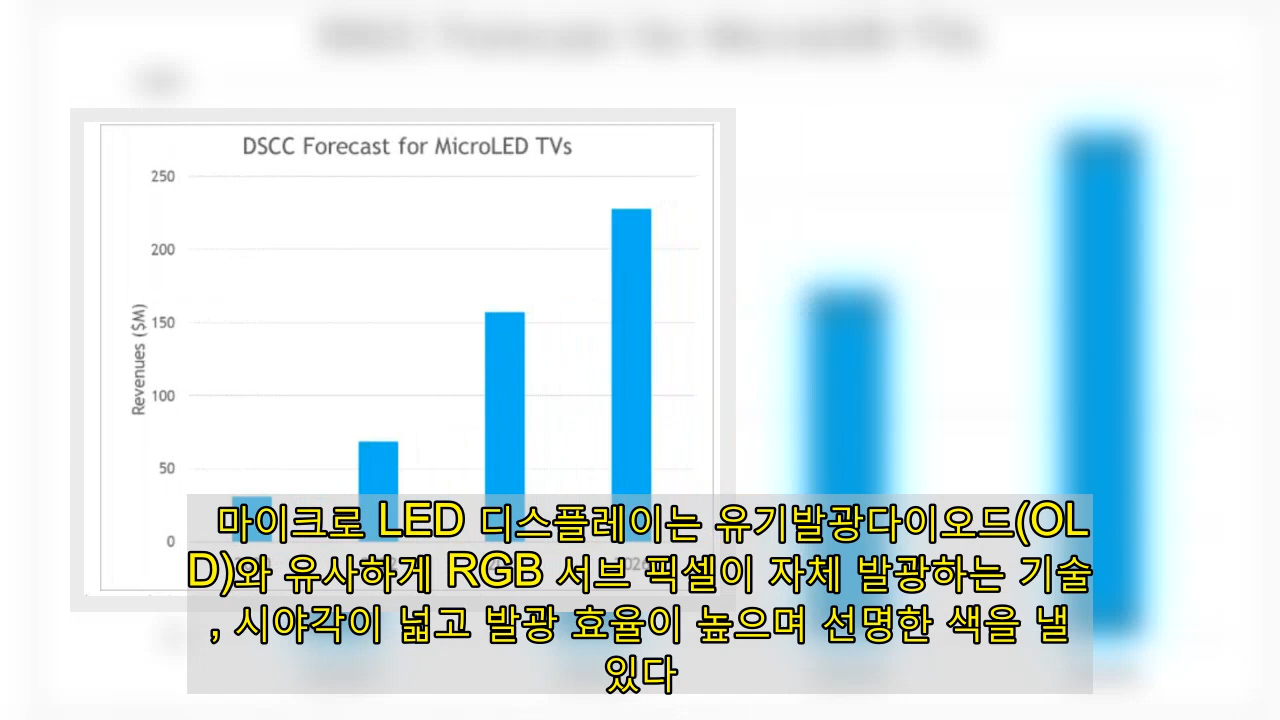 DSCC Forecast for MicroLED TVs
250
200
150
100
50
0
Revenues ($M)
마이크로 LED 디스플레이는 유기발광다이오드(OL
D)와 유사하게 RGB 서브 픽셀이 자체 발광하는 기술
, 시야각이 넓고 발광 효율이 높으며 선명한 색을 낼
있다